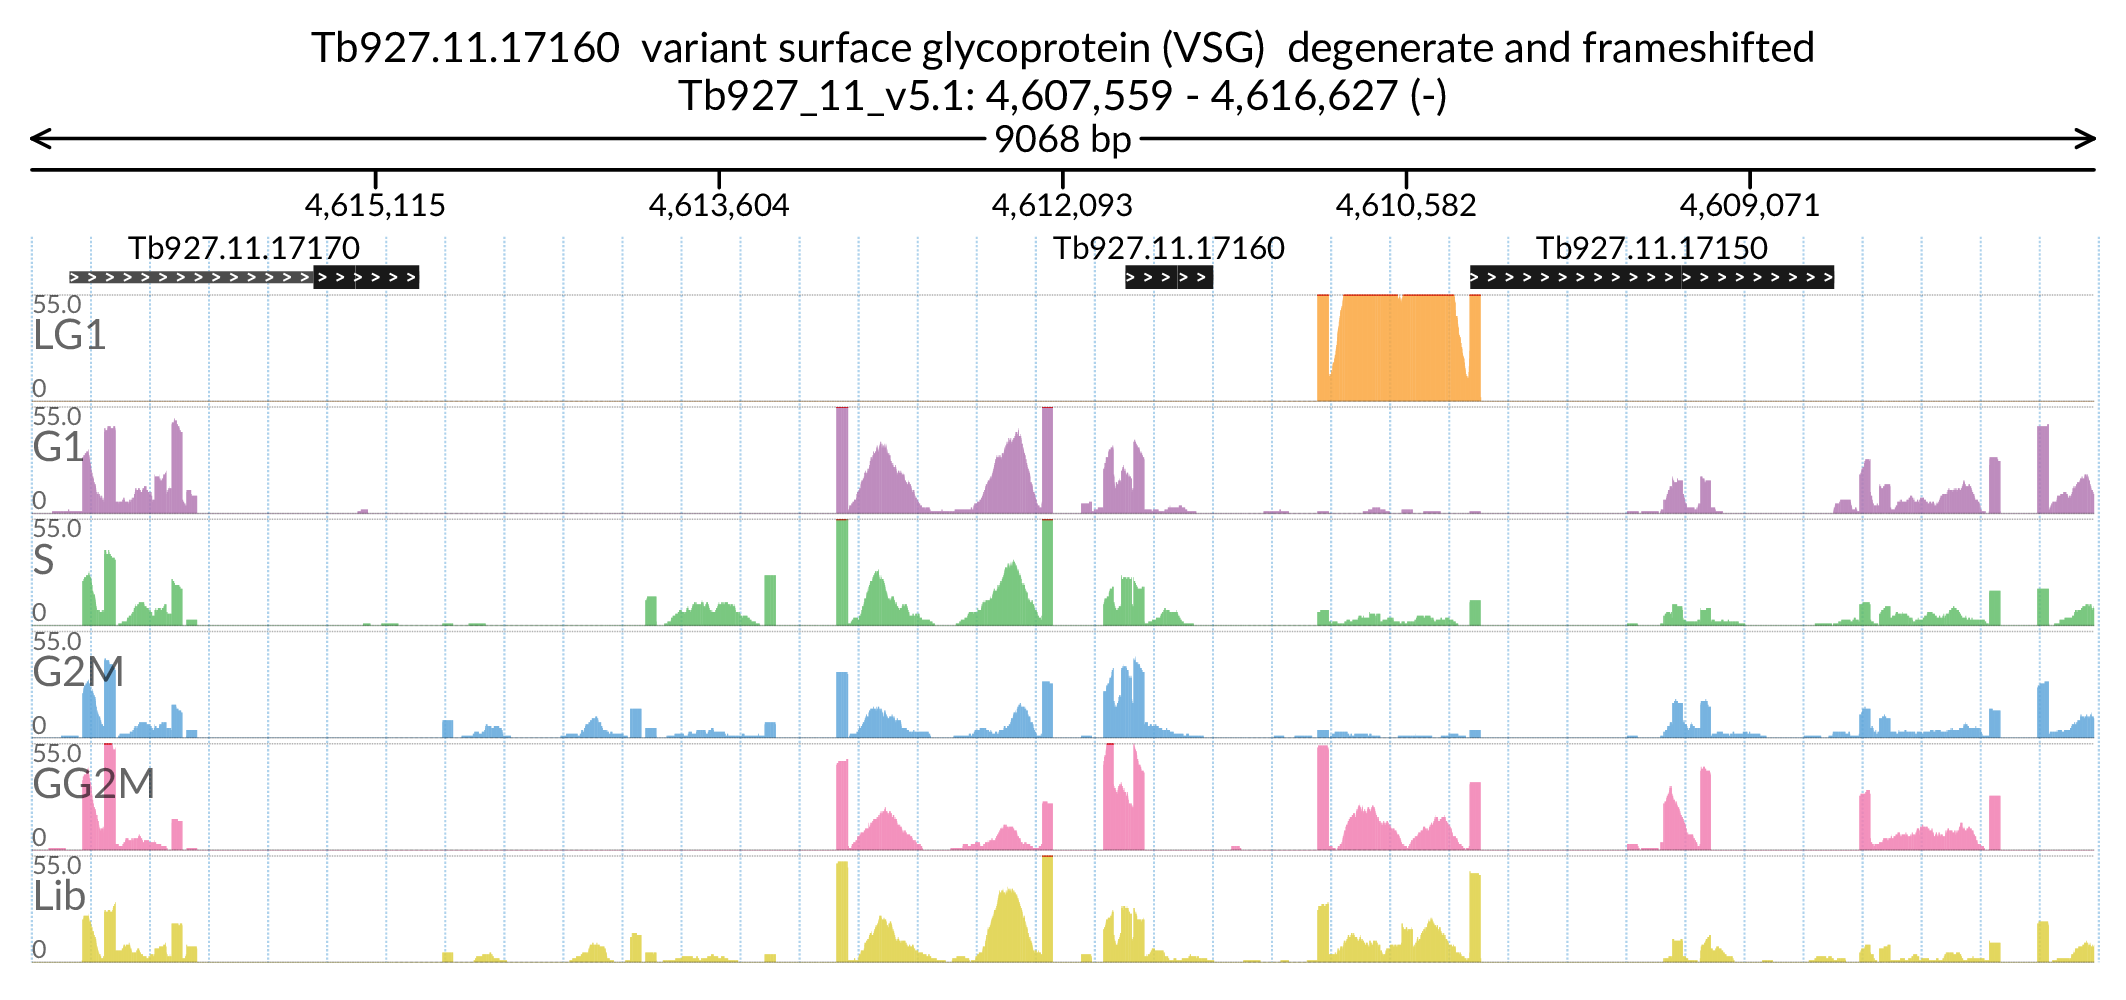 Tb927.11.17160  variant surface glycoprotein (VSG)  degenerate and frameshifted
Tb927_11_v5.1: 4,607,559 - 4,616,627 (-)
9068 bp
4,615,115 4,613,604 4,612,093 4,610,582 4,609,071
Tb927.11.17170 Tb927.11.17160 Tb927.11.17150
55.0
LG1
0
55.0
G1
0
55.0
S
0
55.0
G2M
0
55.0
GG2M
0
55.0
Lib
0